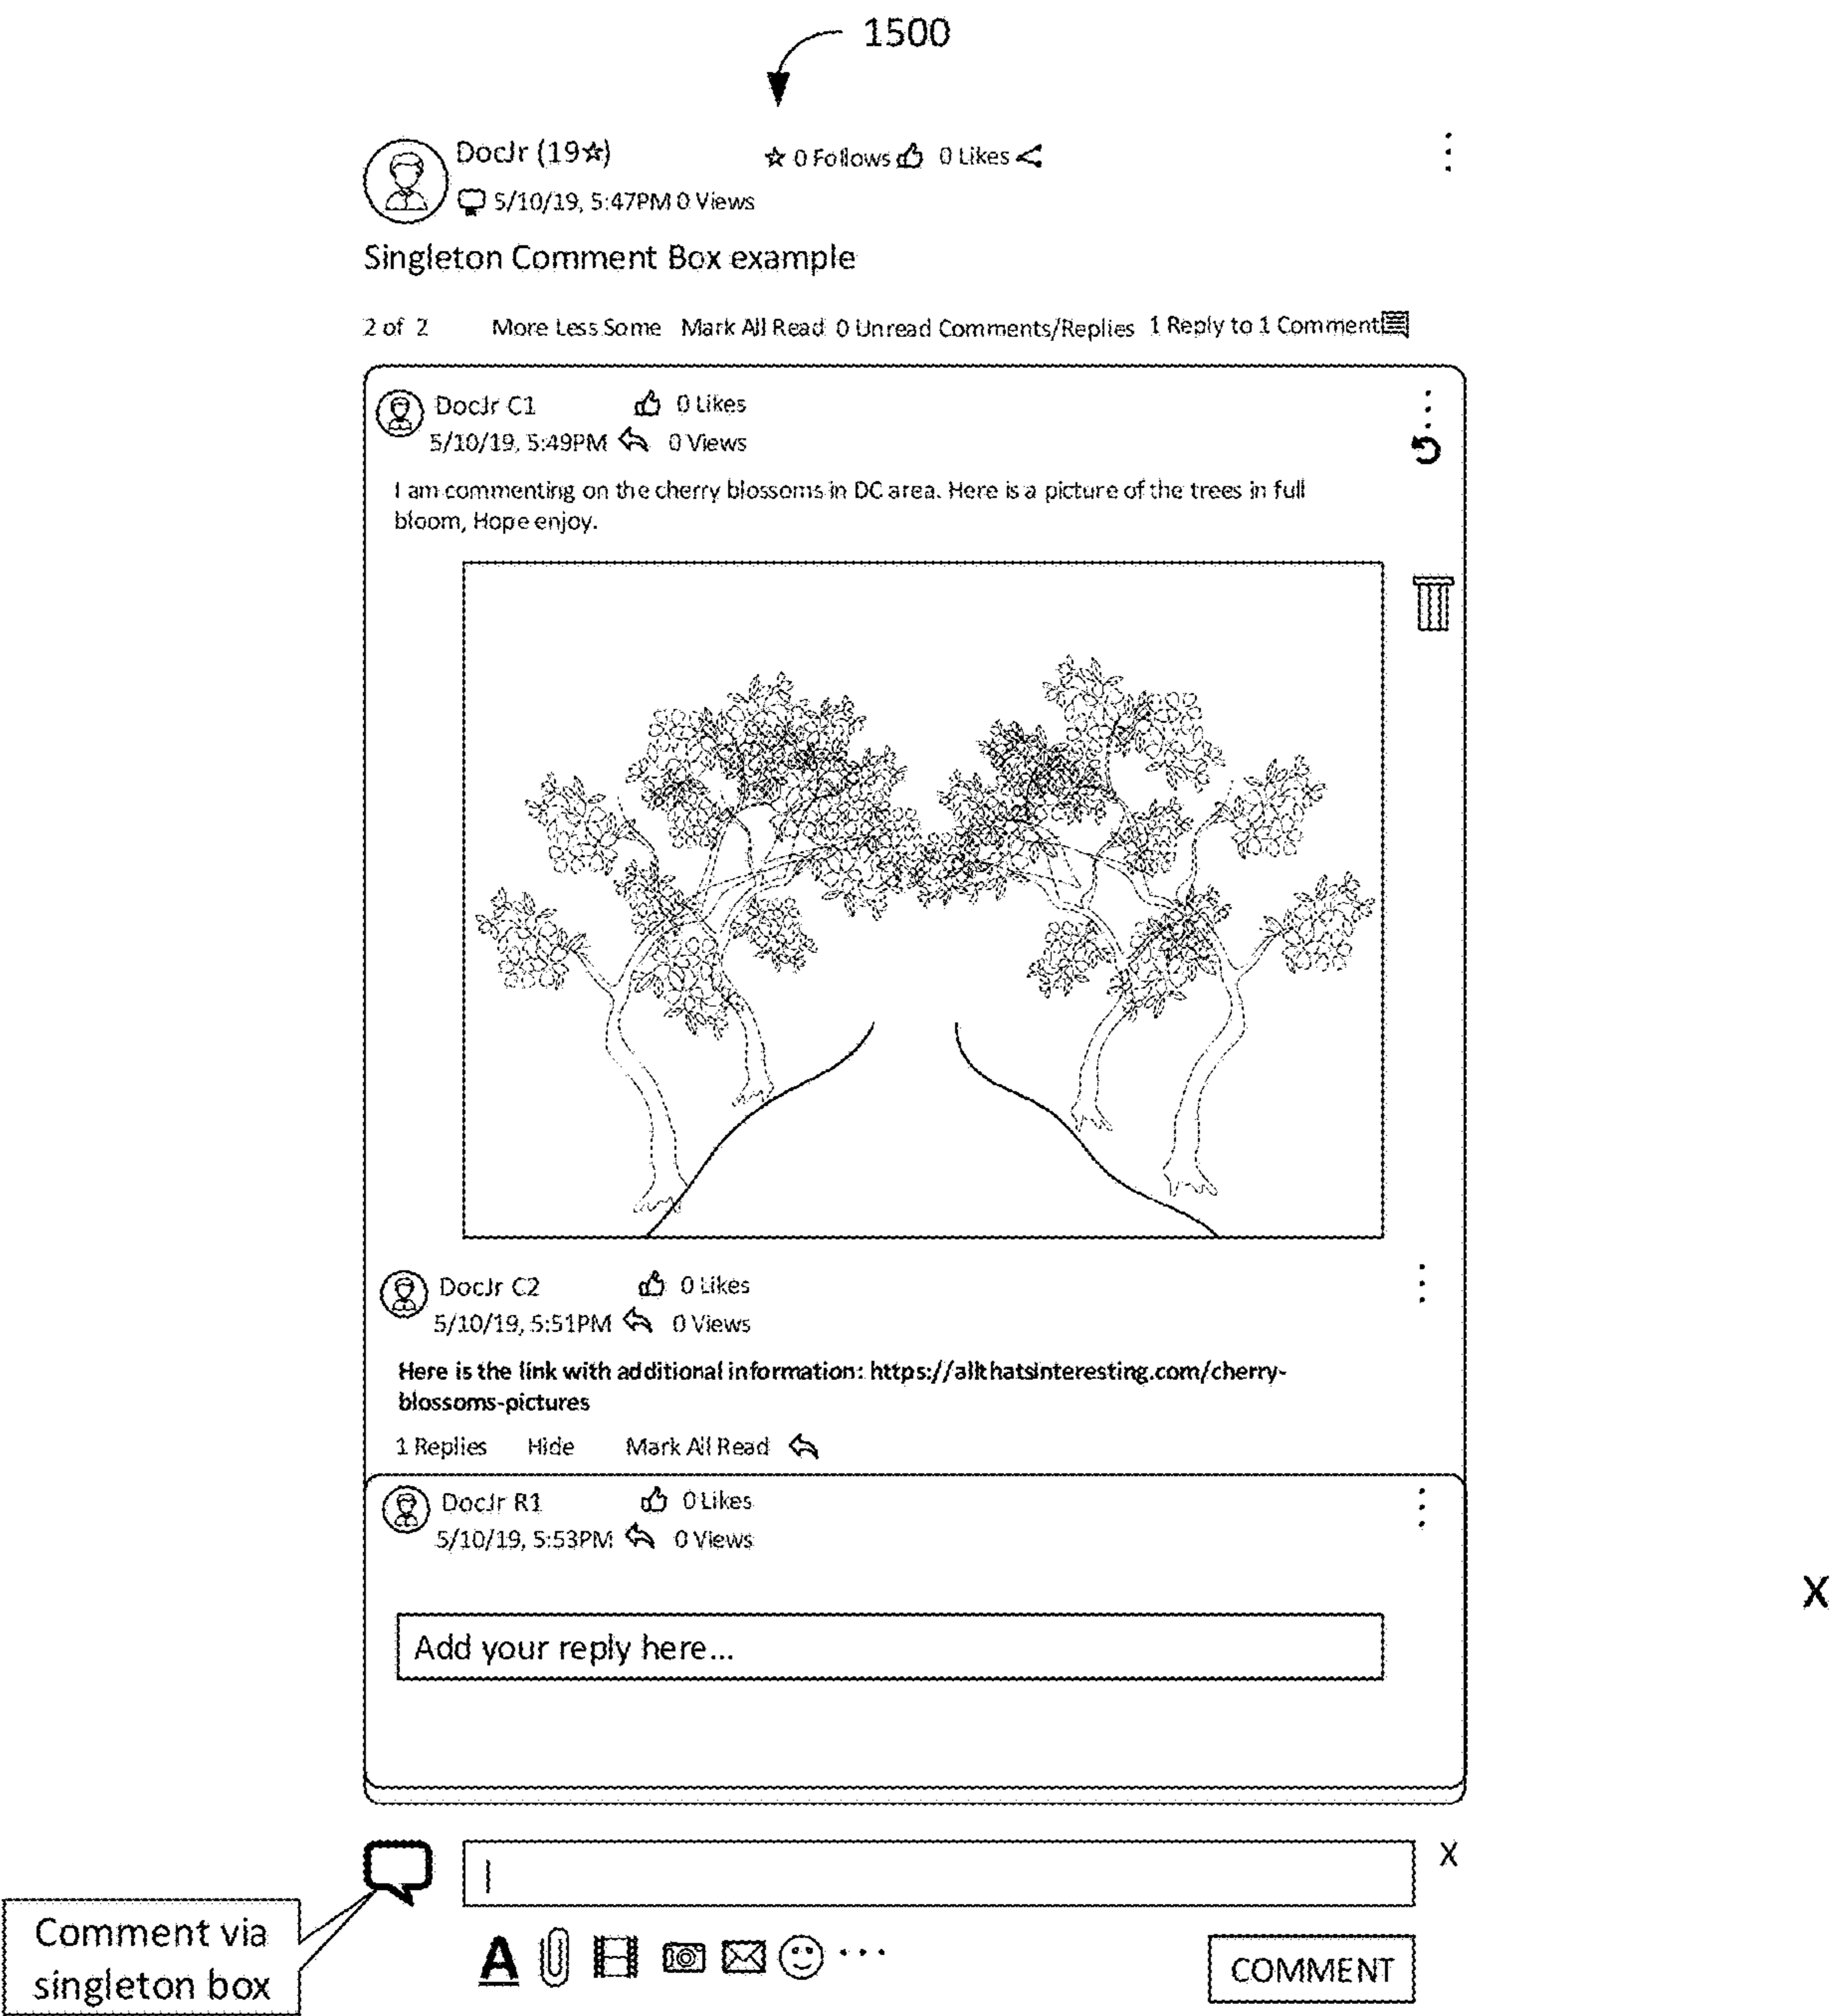 1500
DocJr (19☆) ☆ 0 Follows 0 Likes
5/10/19, 5:47PM 0 Views
Singleton Comment Box example
2 of 2 More Less Some Mark All Read 0 Unread Comments/Replies 1 Reply to 1 Comment
DocJr C1 0 Likes
5/10/19, 5:49PM 0 Views
I am commenting on the cherry blossoms in DC area. Here is a picture of the trees in full
bloom, Hope enjoy.
DocJr C2 0 Likes
5/10/19, 5:51PM 0 Views
Here is the link with additional information: https://allthatsinteresting.com/cherry-
blossoms-pictures
1 Replies Hide Mark All Read
DocJr R1 0 Likes
5/10/19, 5:53PM 0 Views
X
Add your reply here...
X
Comment via
singleton box
A
COMMENT